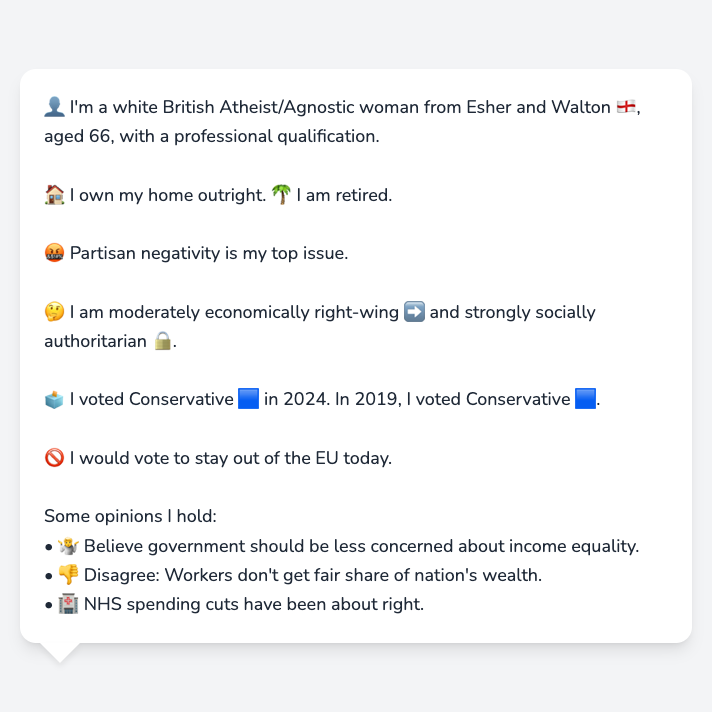 👤 I'm a white British Atheist/Agnostic woman from Esher and Walton 🏴󠁧󠁢󠁥󠁮󠁧󠁿,
aged 66, with a professional qualification.
🏠 I own my home outright. 🌴 I am retired.
🤬 Partisan negativity is my top issue.
🤔 I am moderately economically right-wing ➡️ and strongly socially
authoritarian 🔒.
🗳️ I voted Conservative 🟦 in 2024. In 2019, I voted Conservative 🟦.
🚫 I would vote to stay out of the EU today.
Some opinions I hold:
• 🤷 Believe government should be less concerned about income equality.
• 👎 Disagree: Workers don't get fair share of nation's wealth.
• 🏥 NHS spending cuts have been about right.